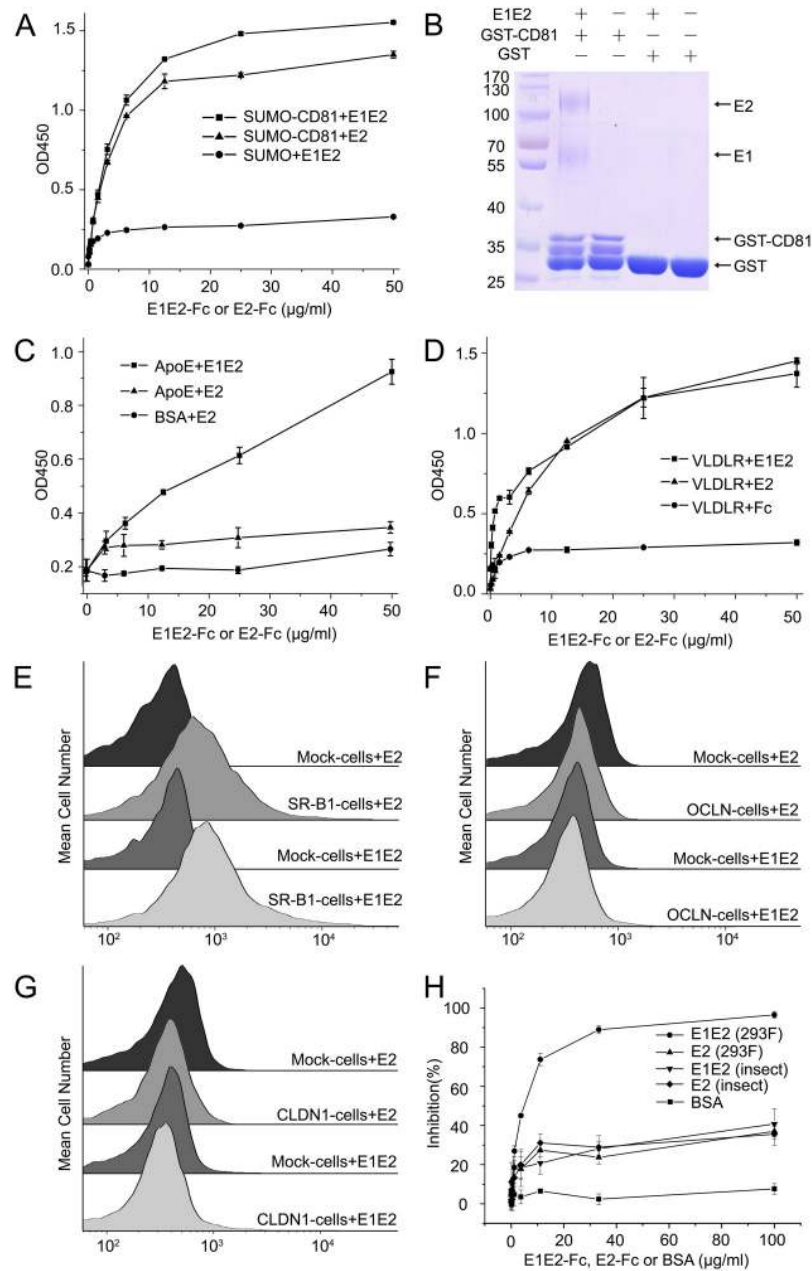 A
OD450
1.5
1.0
0.5
0.0
SUMO-CD81+E1E2
SUMO-CD81+E2
SUMO+E1E2
0 10 20 30 40 50
E1E2-Fc or E2-Fc (μg/ml)
B
E1E2 + − + −
GST-CD81 + + − −
GST − − + +
170
130
100
70
55
40
35
25
E2
E1
GST-CD81
GST
C
OD450
1.0
0.8
0.6
0.4
0.2
ApoE+E1E2
ApoE+E2
BSA+E2
0 10 20 30 40 50
E1E2-Fc or E2-Fc (μg/ml)
D
OD450
1.5
1.0
0.5
0.0
VLDLR+E1E2
VLDLR+E2
VLDLR+Fc
0 10 20 30 40 50
E1E2-Fc or E2-Fc (μg/ml)
E
Mean Cell Number
Mock-cells+E2
SR-B1-cells+E2
Mock-cells+E1E2
SR-B1-cells+E1E2
10² 10³ 10⁴
F
Mean Cell Number
Mock-cells+E2
OCLN-cells+E2
Mock-cells+E1E2
OCLN-cells+E1E2
10² 10³ 10⁴
G
Mean Cell Number
Mock-cells+E2
CLDN1-cells+E2
Mock-cells+E1E2
CLDN1-cells+E1E2
10² 10³ 10⁴
H
Inhibition(%)
100
80
60
40
20
0
E1E2 (293F)
E2 (293F)
E1E2 (insect)
E2 (insect)
BSA
0 20 40 60 80 100
E1E2-Fc, E2-Fc or BSA (μg/ml)